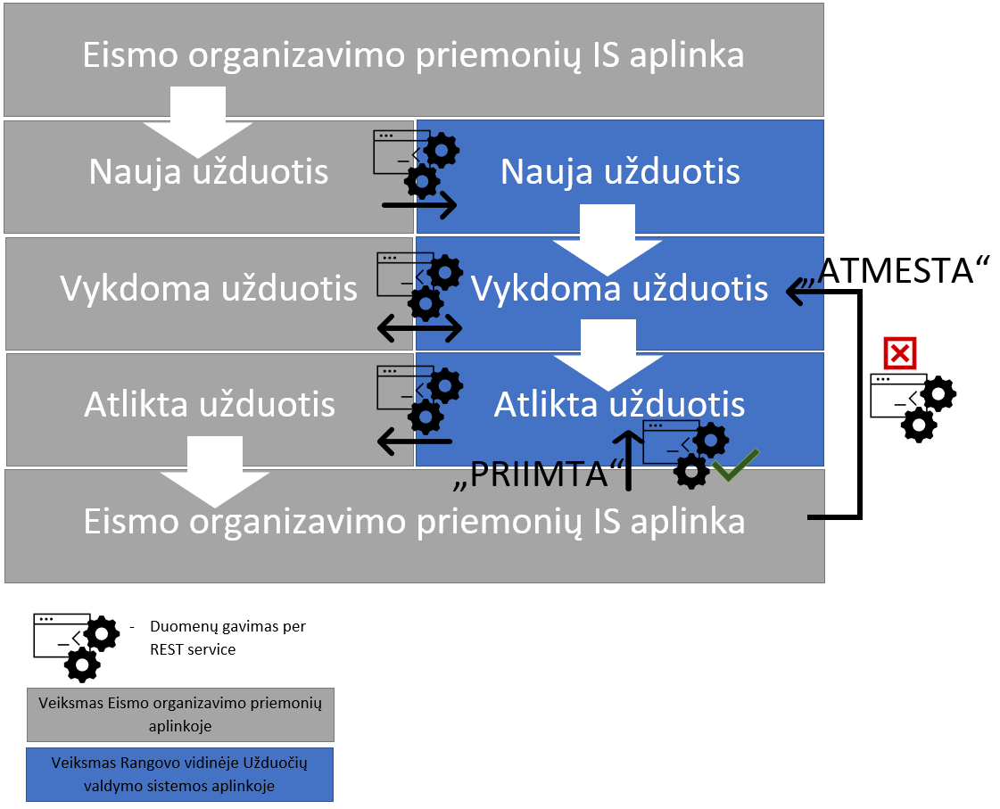 Eismo organizavimo priemonių IS aplinka
Nauja užduotis
Nauja užduotis
Vykdoma užduotis
Vykdoma užduotis
„ATMESTA“
Atlikta užduotis
Atlikta užduotis
„PRIIMTA“
Eismo organizavimo priemonių IS aplinka
- Duomenų gavimas per
REST service
Veiksmas Eismo organizavimo priemonių
aplinkoje
Veiksmas Rangovo vidinėje Užduočių
valdymo sistemos aplinkoje